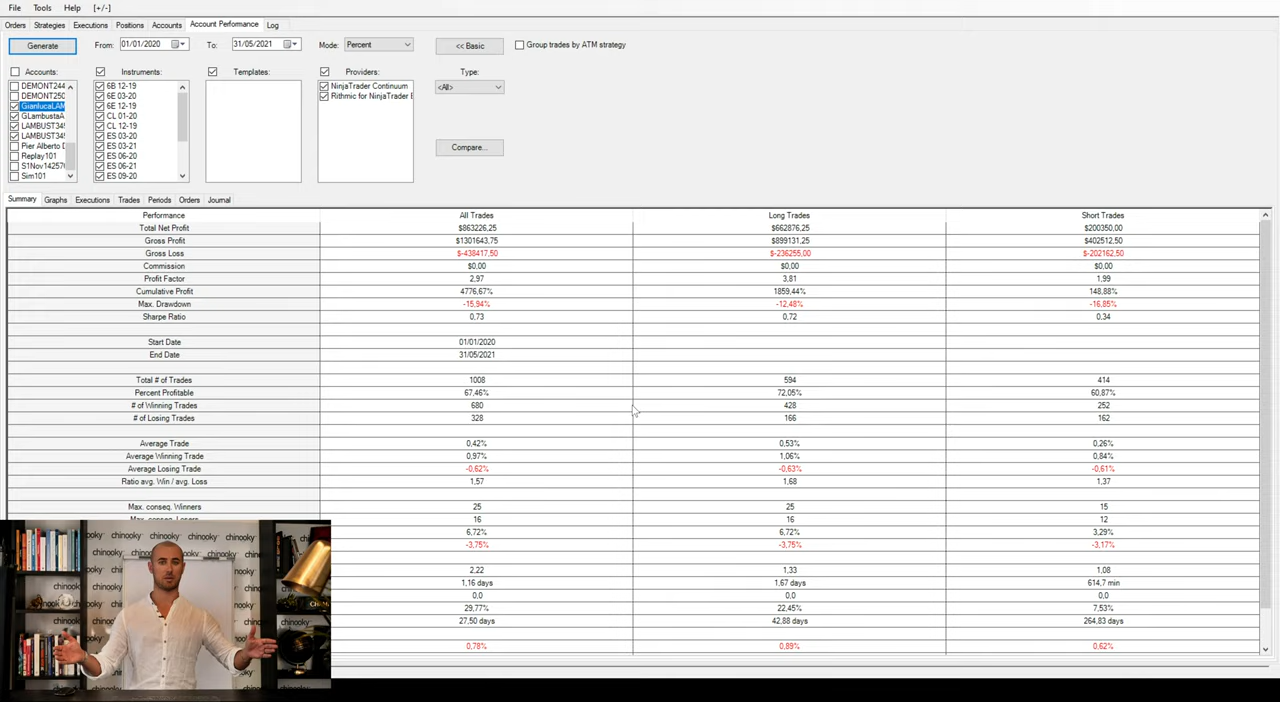 File Tools Help [+/-]
Orders Strategies Executions Positions Accounts Account Performance Log
Generate From: 01/01/2020 To: 31/05/2021 Mode: Percent << Basic Group trades by ATM strategy
Accounts: Instruments: Templates: Providers: Type:
DEMONT244 6B 12-19 NinjaTrader Continuum <All>
DEMONT250 6E 03-20 Rithmic for NinjaTrader B
GianlucaLAM 6E 12-19
GLambustaA CL 01-20
LAMBUST345 CL 12-19
LAMBUST345 ES 03-20
Pier Alberto D ES 03-21 Compare...
Replay101 ES 06-20
S1Nov14257 ES 06-21
Sim101 ES 09-20
Summary Graphs Executions Trades Periods Orders Journal
Performance All Trades Long Trades Short Trades
Total Net Profit $863226,25 $662876,25 $200350,00
Gross Profit $1301643,75 $899131,25 $402512,50
Gross Loss $-438417,50 $-236255,00 $-202162,50
Commission $0,00 $0,00 $0,00
Profit Factor 2,97 3,81 1,99
Cumulative Profit 4776,67% 1859,44% 148,88%
Max. Drawdown -15,94% -12,48% -16,85%
Sharpe Ratio 0,73 0,72 0,34
Start Date 01/01/2020
End Date 31/05/2021
Total # of Trades 1008 594 414
Percent Profitable 67,46% 72,05% 60,87%
# of Winning Trades 680 428 252
# of Losing Trades 328 166 162
Average Trade 0,42% 0,53% 0,26%
Average Winning Trade 0,97% 1,06% 0,84%
Average Losing Trade -0,62% -0,63% -0,61%
Ratio avg. Win / avg. Loss 1,57 1,68 1,37
Max. conseq. Winners 25 25 15
Max. conseq. Losers 16 16 12
6,72% 6,72% 3,29%
-3,75% -3,75% -3,17%
2,22 1,33 1,08
1,16 days 1,67 days 614,7 min
0,0 0,0 0,0
29,77% 22,45% 7,53%
27,50 days 42,88 days 264,83 days
0,78% 0,89% 0,62%
chinooky chinooky chinooky chinooky